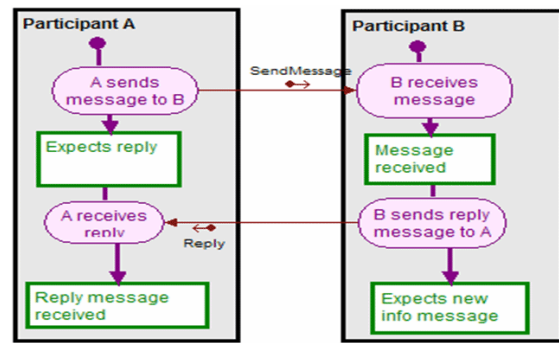 Participant A
A sends
message to B
Expects reply
A receives
reply
Reply message
received
SendMessage
Reply
Participant B
B receives
message
Message
received
B sends reply
message to A
Expects new
info message